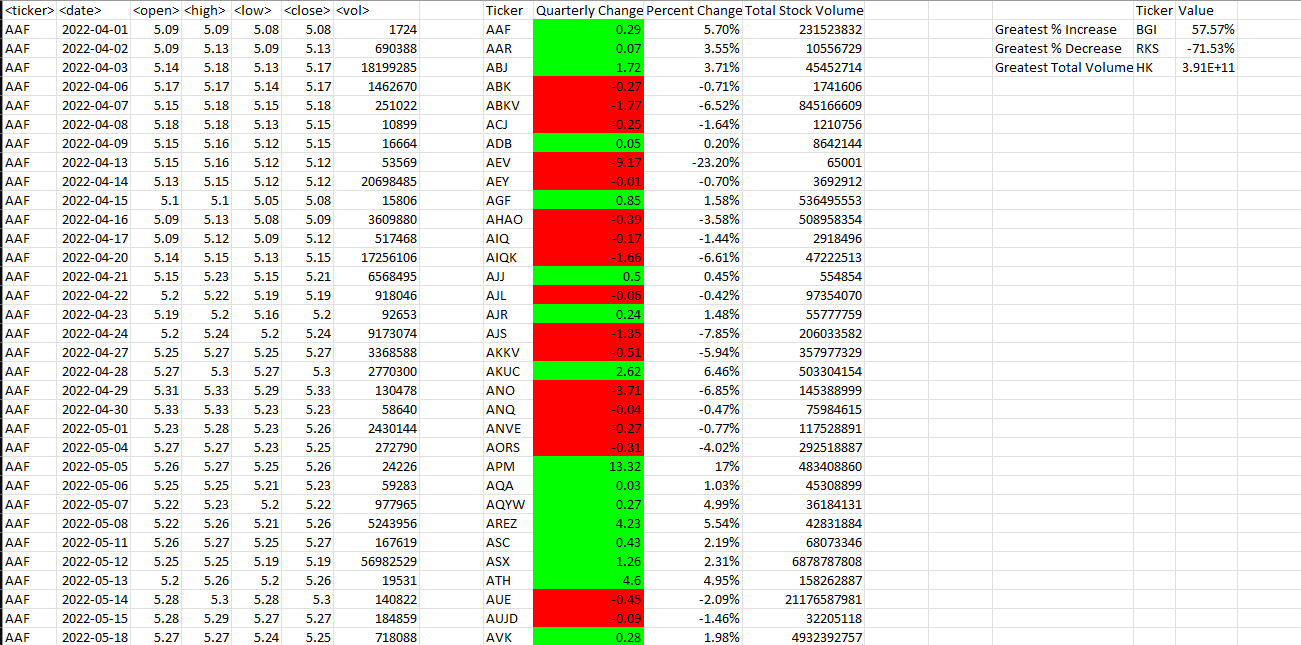 <ticker> <date> <open> <high> <low> <close> <vol> Ticker Quarterly Change Percent Change Total Stock Volume Ticker Value
AAF 2022-04-01 5.09 5.09 5.08 5.08 1724 AAF 0.29 5.70% 231523832 Greatest % Increase BGI 57.57%
AAF 2022-04-02 5.09 5.13 5.09 5.13 690388 AAR 0.07 3.55% 10556729 Greatest % Decrease RKS -71.53%
AAF 2022-04-03 5.14 5.18 5.13 5.17 18199285 ABJ 1.72 3.71% 45452714 Greatest Total Volume HK 3.91E+11
AAF 2022-04-06 5.17 5.17 5.14 5.17 1462670 ABK -0.27 -0.71% 1741606
AAF 2022-04-07 5.15 5.18 5.15 5.18 251022 ABKV -1.77 -6.52% 845166609
AAF 2022-04-08 5.18 5.18 5.13 5.15 10899 ACJ -0.25 -1.64% 1210756
AAF 2022-04-09 5.15 5.16 5.12 5.15 16664 ADB 0.05 0.20% 8642144
AAF 2022-04-13 5.15 5.16 5.12 5.12 53569 AEV -9.17 -23.20% 65001
AAF 2022-04-14 5.13 5.15 5.12 5.12 20698485 AEY -0.01 -0.70% 3692912
AAF 2022-04-15 5.1 5.1 5.05 5.08 15806 AGF 0.85 1.58% 536495553
AAF 2022-04-16 5.09 5.13 5.08 5.09 3609880 AHAO -0.39 -3.58% 508958354
AAF 2022-04-17 5.09 5.12 5.09 5.12 517468 AIQ -0.17 -1.44% 2918496
AAF 2022-04-20 5.14 5.15 5.13 5.15 17256106 AIQK -1.66 -6.61% 47222513
AAF 2022-04-21 5.15 5.23 5.15 5.21 6568495 AJJ 0.5 0.45% 554854
AAF 2022-04-22 5.2 5.22 5.19 5.19 918046 AJL -0.06 -0.42% 97354070
AAF 2022-04-23 5.19 5.2 5.16 5.2 92653 AJR 0.24 1.48% 55777759
AAF 2022-04-24 5.2 5.24 5.2 5.24 9173074 AJS -1.35 -7.85% 206033582
AAF 2022-04-27 5.25 5.27 5.25 5.27 3368588 AKKV -0.51 -5.94% 357977329
AAF 2022-04-28 5.27 5.3 5.27 5.3 2770300 AKUC 2.62 6.46% 503304154
AAF 2022-04-29 5.31 5.33 5.29 5.33 130478 ANO -3.71 -6.85% 145388999
AAF 2022-04-30 5.33 5.33 5.23 5.23 58640 ANQ -0.04 -0.47% 75984615
AAF 2022-05-01 5.23 5.28 5.23 5.26 2430144 ANVE -0.27 -0.77% 117528891
AAF 2022-05-04 5.27 5.27 5.23 5.25 272790 AORS -0.31 -4.02% 292518887
AAF 2022-05-05 5.26 5.27 5.25 5.26 24226 APM 13.32 17% 483408860
AAF 2022-05-06 5.25 5.25 5.21 5.23 59283 AQA 0.03 1.03% 45308899
AAF 2022-05-07 5.22 5.23 5.2 5.22 977965 AQYW 0.27 4.99% 36184131
AAF 2022-05-08 5.22 5.26 5.21 5.26 5243956 AREZ 4.23 5.54% 42831884
AAF 2022-05-11 5.26 5.27 5.25 5.27 167619 ASC 0.43 2.19% 68073346
AAF 2022-05-12 5.25 5.25 5.19 5.19 56982529 ASX 1.26 2.31% 6878787808
AAF 2022-05-13 5.2 5.26 5.2 5.26 19531 ATH 4.6 4.95% 158262887
AAF 2022-05-14 5.28 5.3 5.28 5.3 140822 AUE -0.45 -2.09% 21176587981
AAF 2022-05-15 5.28 5.29 5.27 5.27 184859 AUJD -0.09 -1.46% 32205118
AAF 2022-05-18 5.27 5.27 5.24 5.25 718088 AVK 0.28 1.98% 4932392757